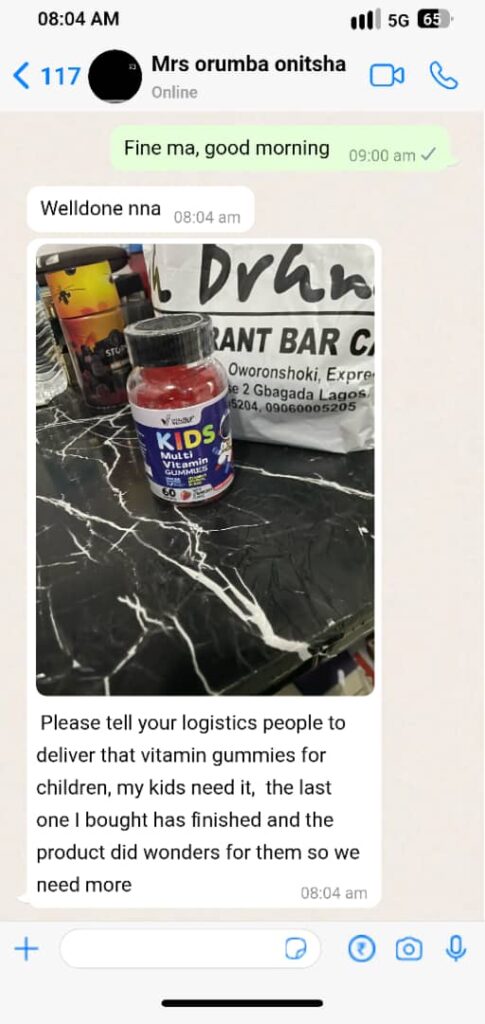 08:04 AM
5G 65
117
Mrs orumba onitsha
Online
Fine ma, good morning
09:00 am
Welldone nna
08:04 am
RANT BAR
Oworonshoki, Expre
se 2 Gbagada Lagos
5204, 09060005205
STO
KIDS
Multi
Vitamin
GUMMIES
60
Please tell your logistics people to
deliver that vitamin gummies for
children, my kids need it, the last
one I bought has finished and the
product did wonders for them so we
need more
08:04 am
₹